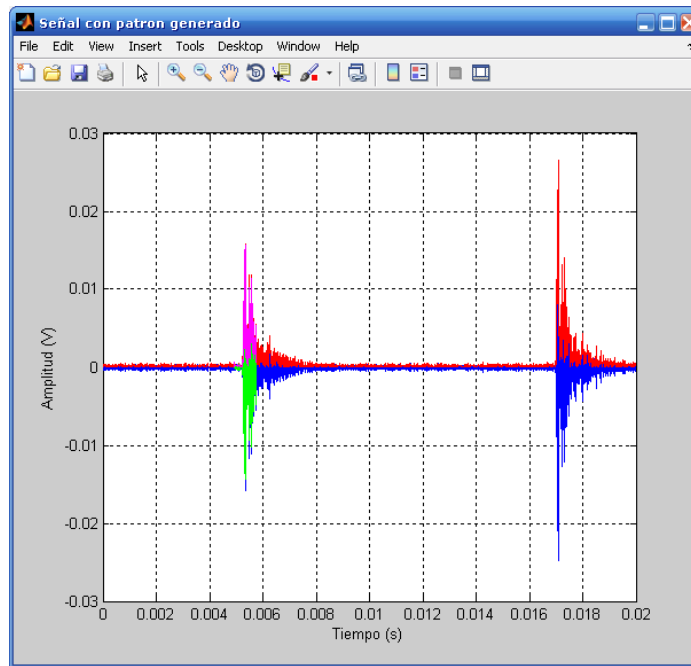 Señal con patron generado
File Edit View Insert Tools Desktop Window Help
0.03
0.02
0.01
0
-0.01
-0.02
-0.03
Amplitud (V)
0 0.002 0.004 0.006 0.008 0.01 0.012 0.014 0.016 0.018 0.02
Tiempo (s)